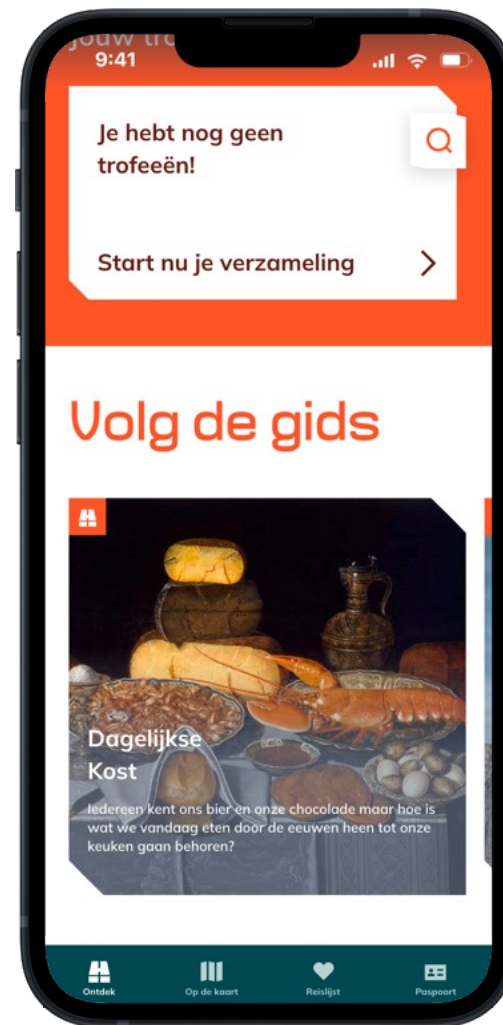 jouw tro
9:41
Je hebt nog geen
trofeeën!
Start nu je verzameling
Volg de gids
Dagelijkse
Kost
Iedereen kent ons bier en onze chocolade maar hoe is
wat we vandaag eten door de eeuwen heen tot onze
keuken gaan behoren?
Ontdek
Op de kaart
Reislijst
Paspoort